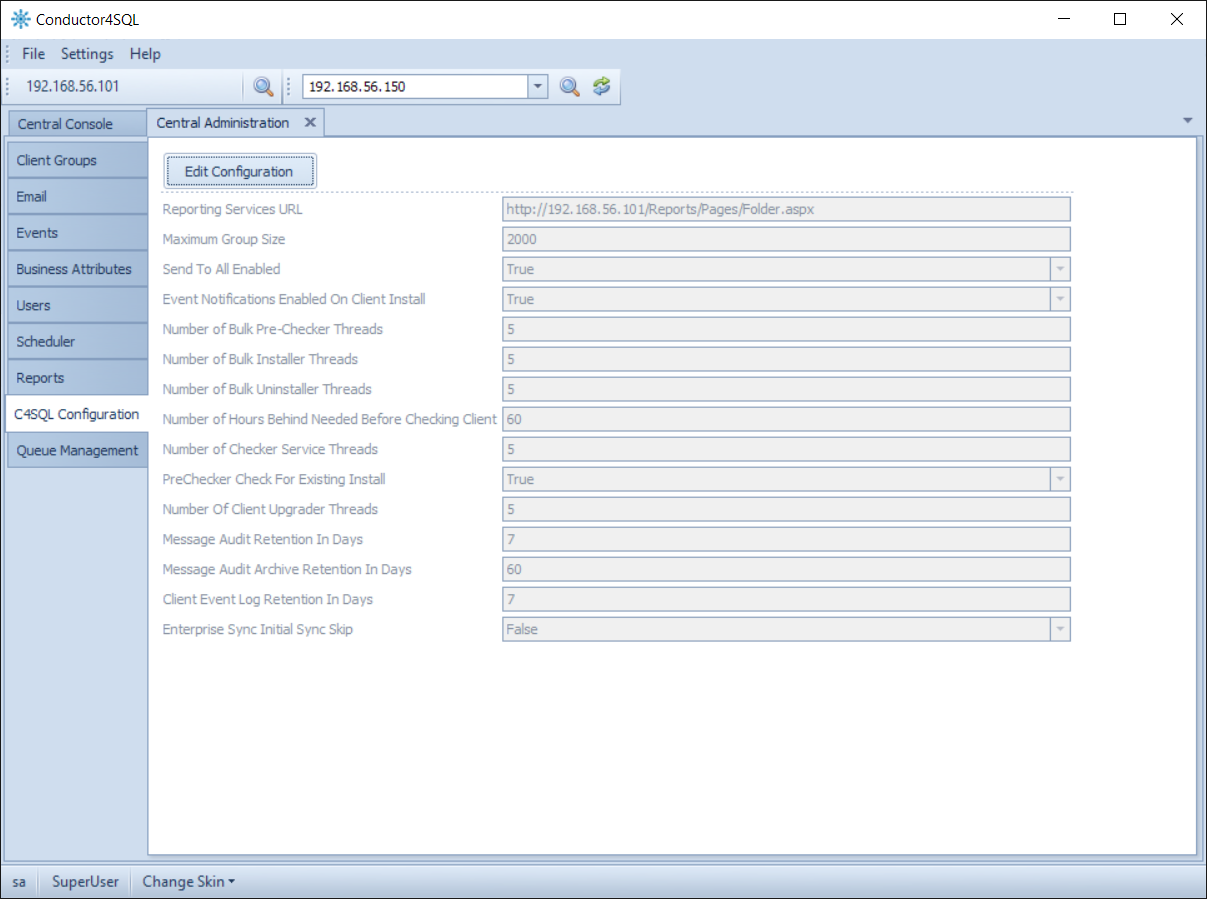 Conductor4SQL
File Settings Help
192.168.56.101 192.168.56.150
Central Console Central Administration
Client Groups
Email
Events
Business Attributes
Users
Scheduler
Reports
C4SQL Configuration
Queue Management
Edit Configuration
Reporting Services URL http://192.168.56.101/Reports/Pages/Folder.aspx
Maximum Group Size 2000
Send To All Enabled True
Event Notifications Enabled On Client Install True
Number of Bulk Pre-Checker Threads 5
Number of Bulk Installer Threads 5
Number of Bulk Uninstaller Threads 5
Number of Hours Behind Needed Before Checking Client 60
Number of Checker Service Threads 5
PreChecker Check For Existing Install True
Number Of Client Upgrader Threads 5
Message Audit Retention In Days 7
Message Audit Archive Retention In Days 60
Client Event Log Retention In Days 7
Enterprise Sync Initial Sync Skip False
sa SuperUser Change Skin